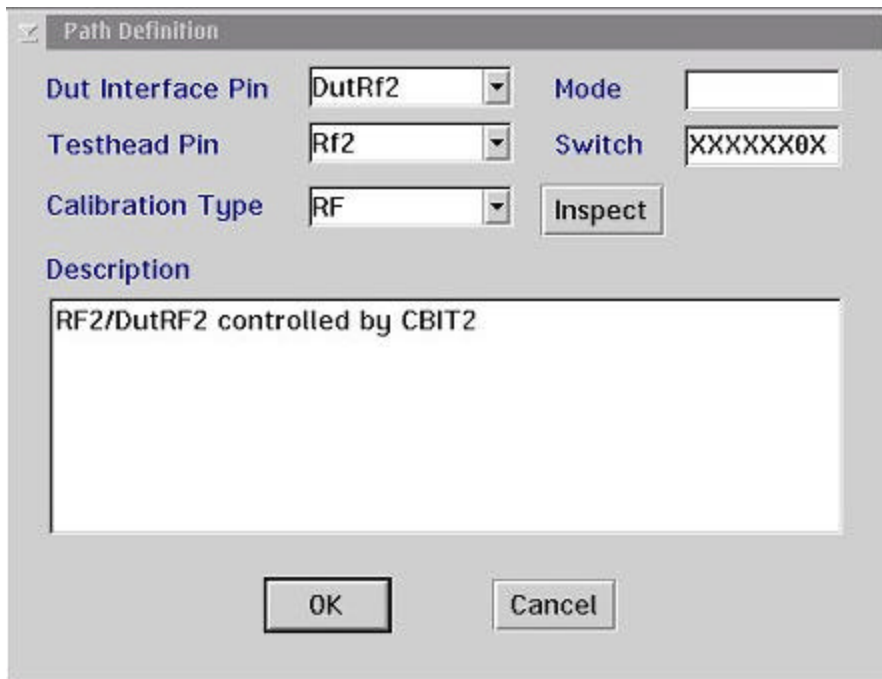 Path Definition
Dut Interface Pin DutRf2 Mode
Testhead Pin Rf2 Switch XXXXXX0X
Calibration Type RF Inspect
Description
RF2/DutRF2 controlled by CBIT2
OK Cancel